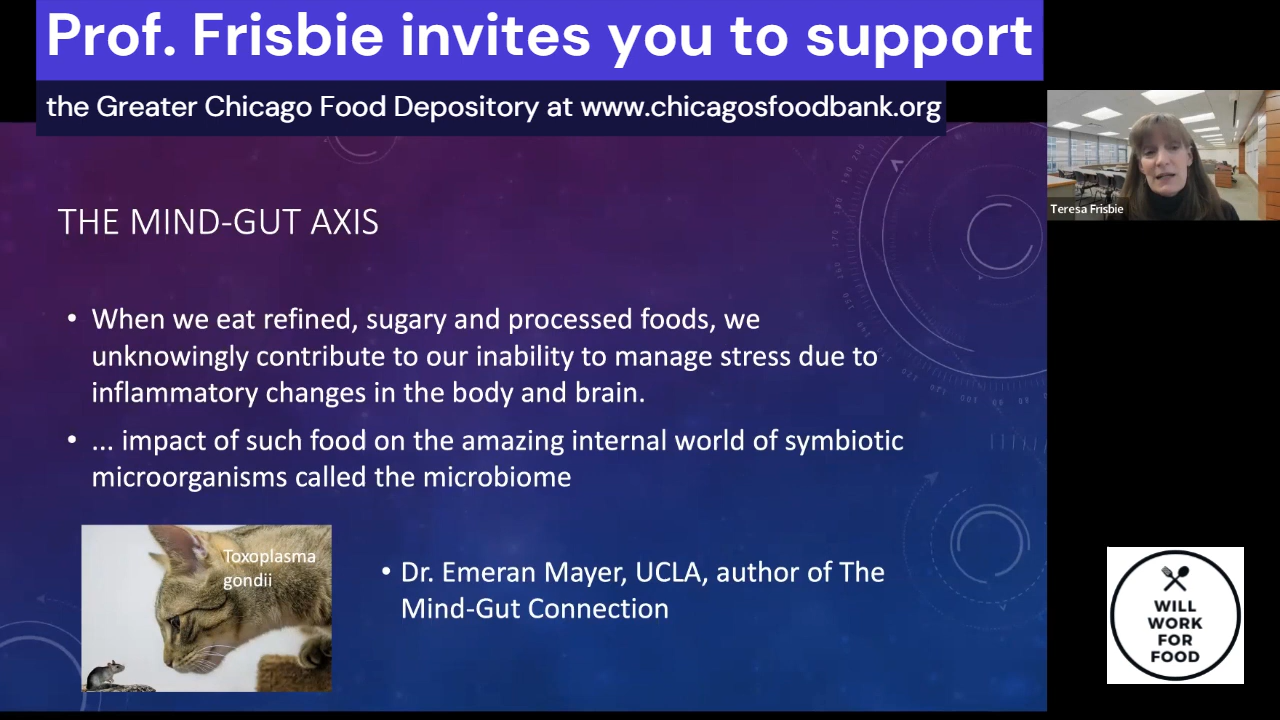 Prof. Frisbie invites you to support
the Greater Chicago Food Depository at www.chicagosfoodbank.org
Teresa Frisbie
THE MIND-GUT AXIS
• When we eat refined, sugary and processed foods, we
unknowingly contribute to our inability to manage stress due to
inflammatory changes in the body and brain.
• ... impact of such food on the amazing internal world of symbiotic
microorganisms called the microbiome
Toxoplasma
gondii
• Dr. Emeran Mayer, UCLA, author of The
Mind-Gut Connection
WILL
WORK
FOR
FOOD